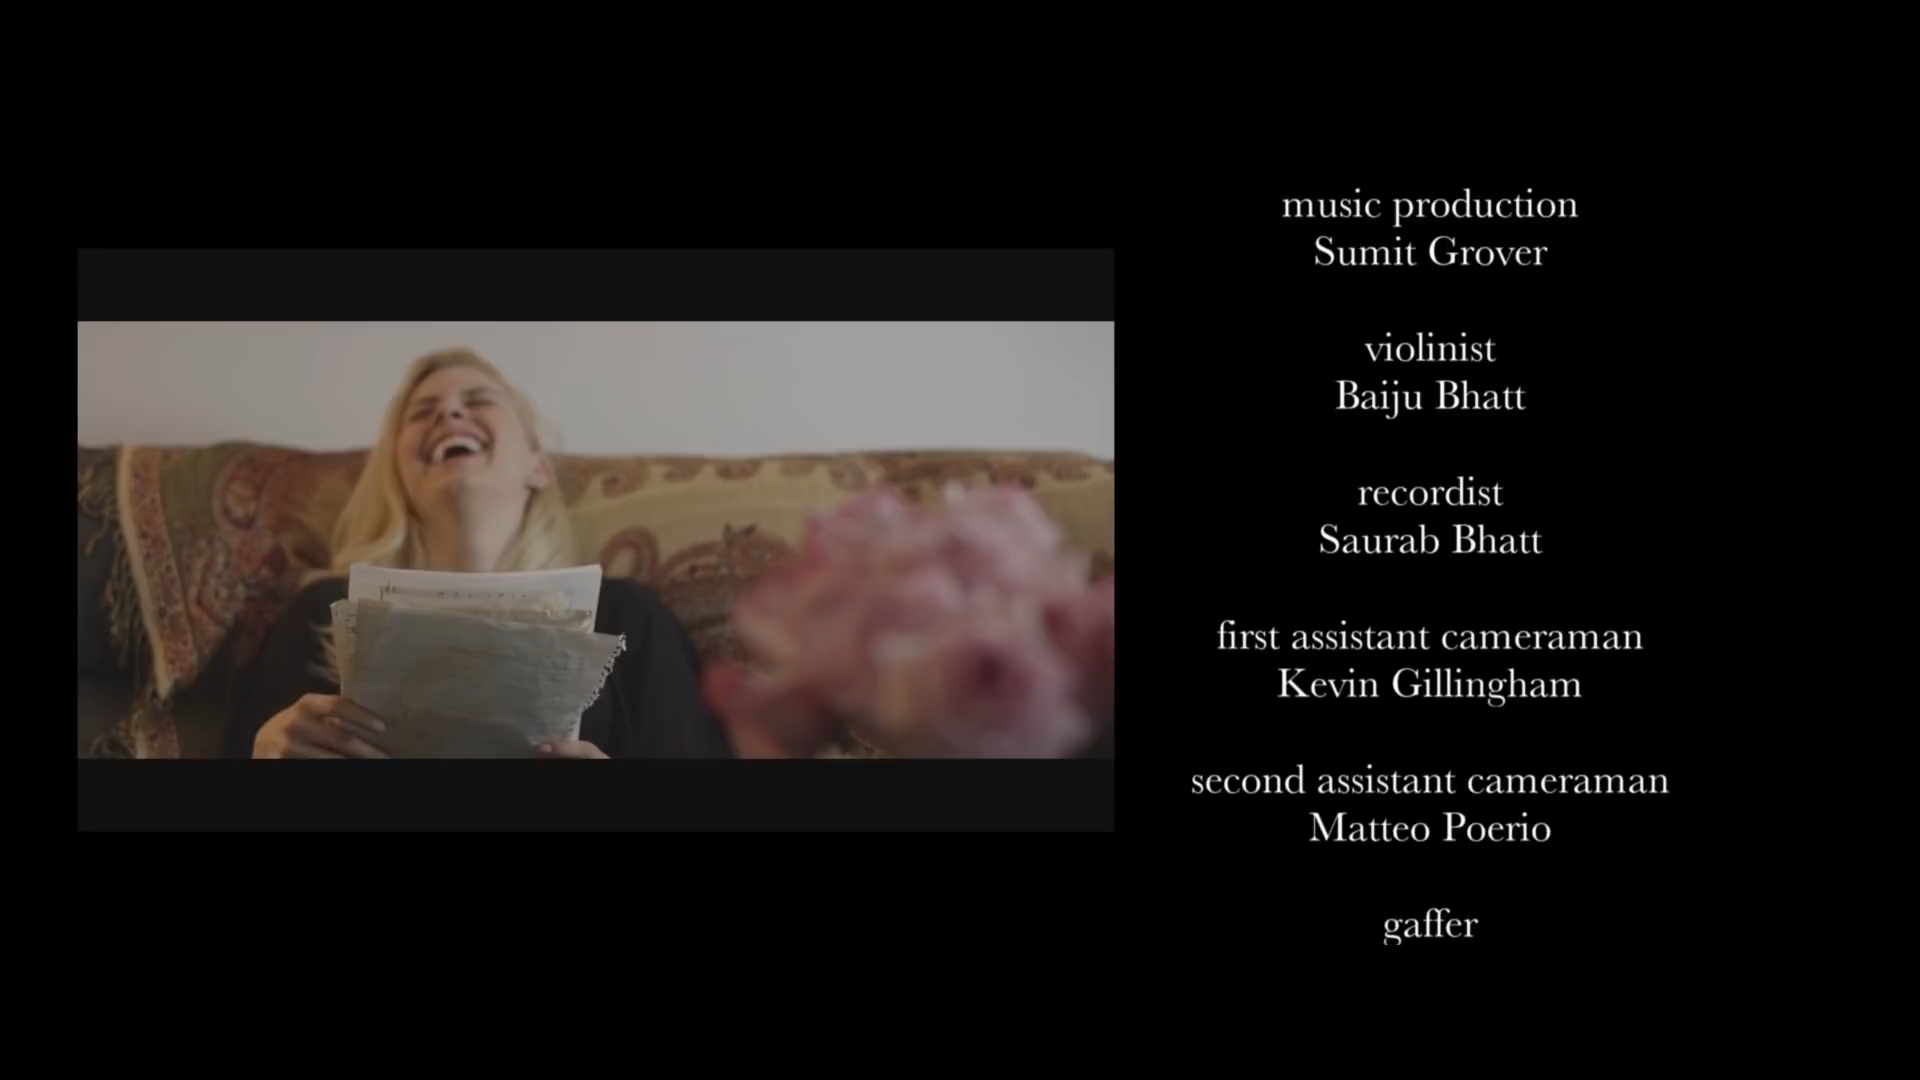 music production
Sumit Grover
violinist
Baiju Bhatt
recordist
Saurab Bhatt
first assistant cameraman
Kevin Gillingham
second assistant cameraman
Matteo Poerio
gaffer